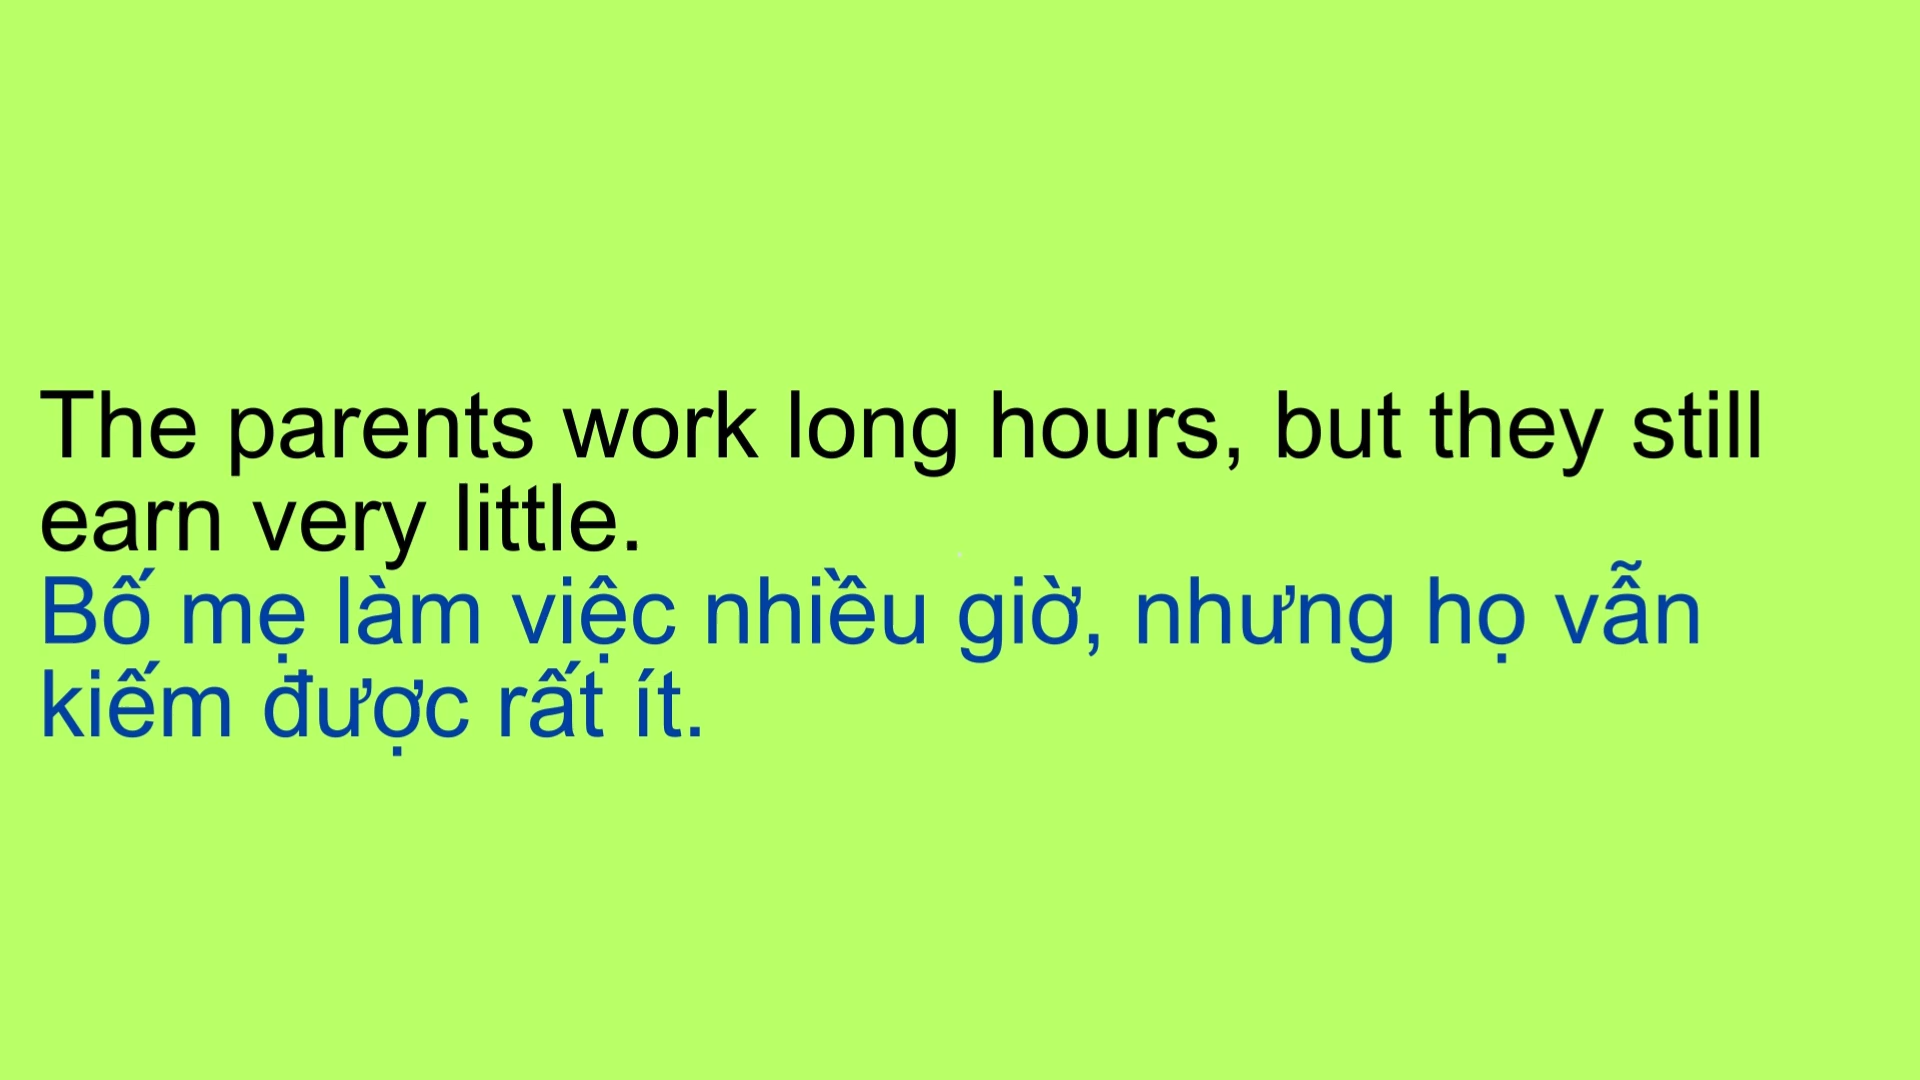 The parents work long hours, but they still
earn very little.
Bố mẹ làm việc nhiều giờ, nhưng họ vẫn
kiếm được rất ít.